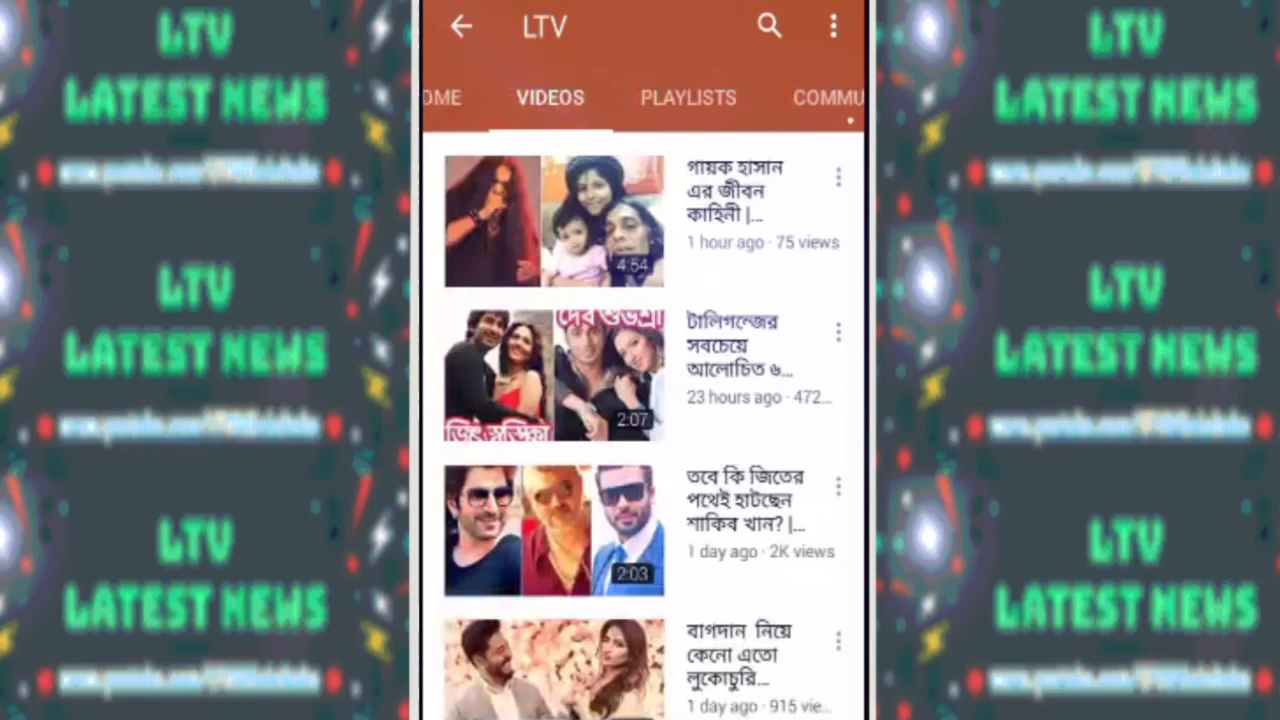 LTV
LATEST NEWS
LTV
LATEST NEWS
LTV
LATEST NEWS
LTV
OME VIDEOS PLAYLISTS COMMU
গায়ক হাসান
এর জীবন
কাহিনী |...
1 hour ago · 75 views
4:54
টালিগন্জের
সবচেয়ে
আলোচিত ৬...
23 hours ago · 472...
দেব শুভশ্রী
2:07
তবে কি জিতের
পথেই হাটছেন
শাকিব খান? |...
1 day ago · 2K views
2:03
বাগদান নিয়ে
কেনো এতো
লুকোচুরি...
1 day ago · 915 vie...
LTV
LATEST NEWS
LTV
LATEST NEWS
LTV
LATEST NEWS